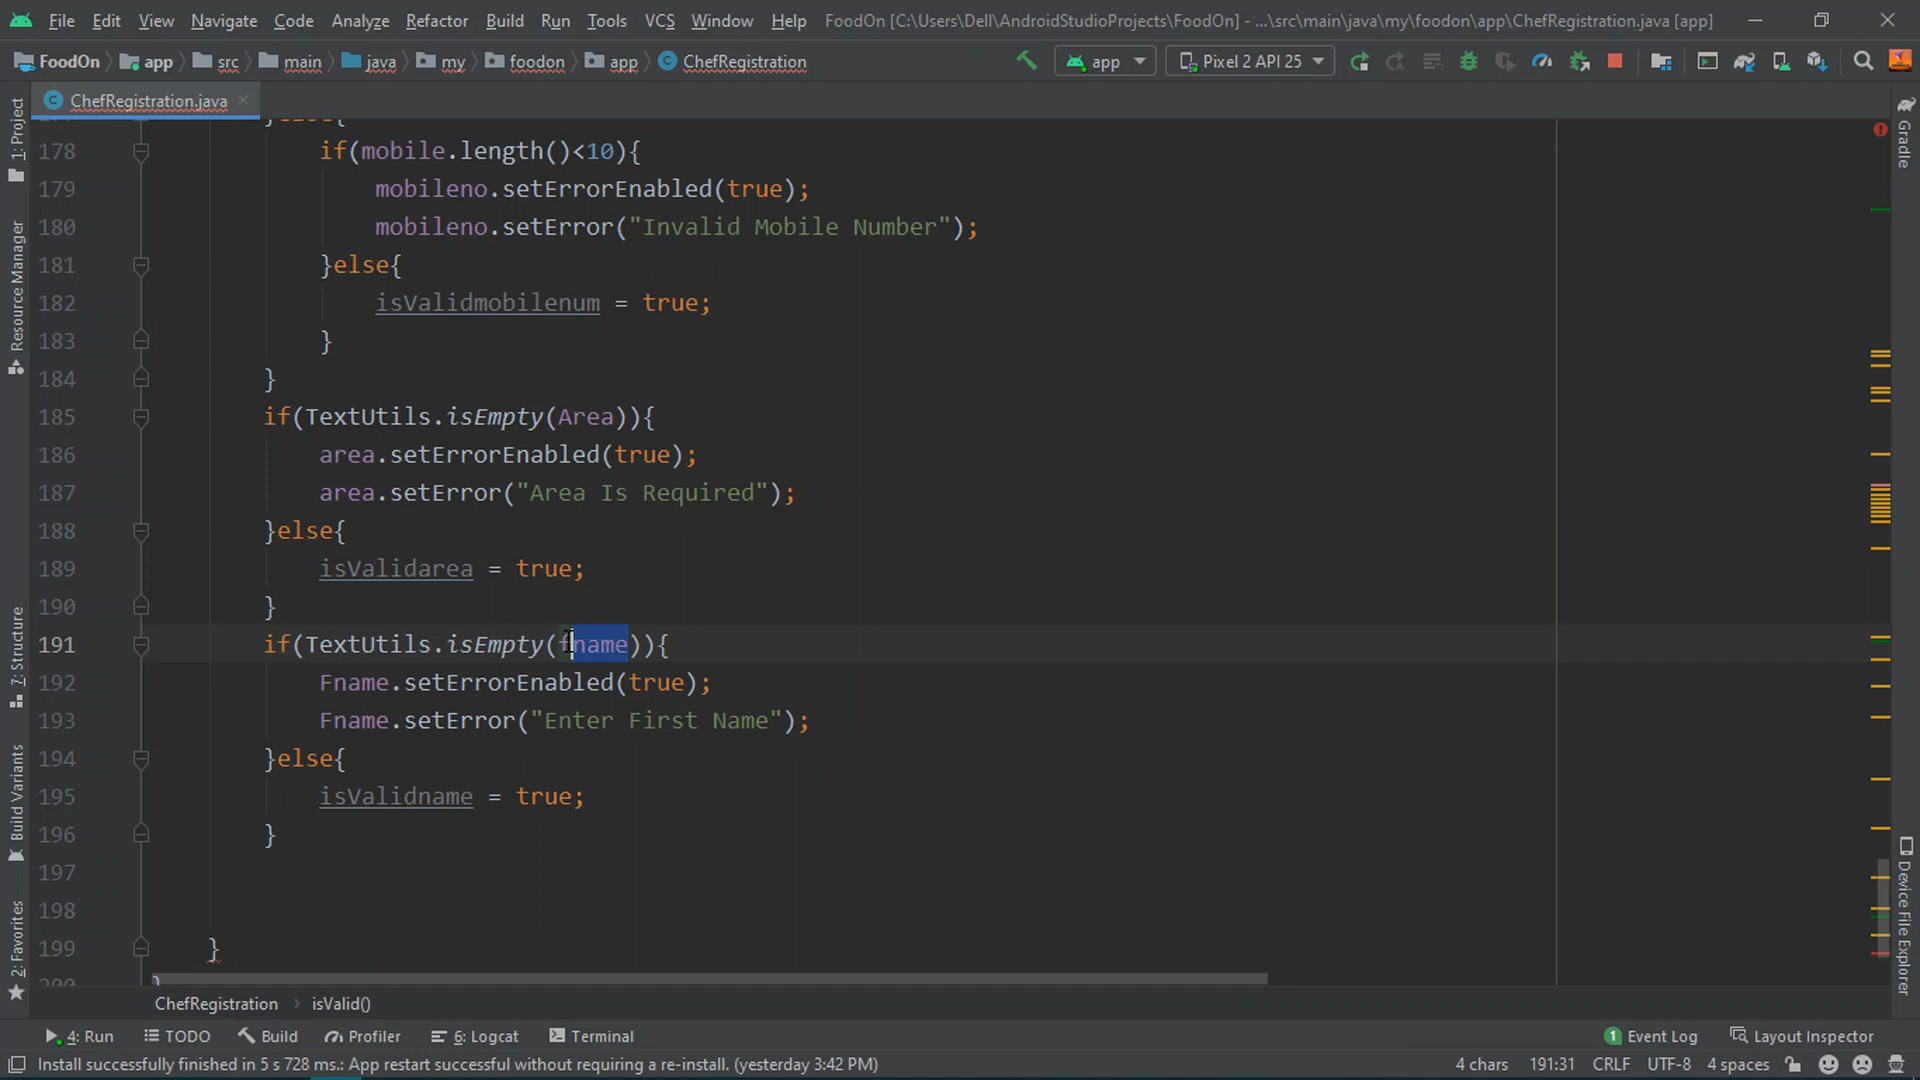 File Edit View Navigate Code Analyze Refactor Build Run Tools VCS Window Help FoodOn [C:\Users\Dell\AndroidStudioProjects\FoodOn] - ...\src\main\java\my\foodon\app\ChefRegistration.java [app]
FoodOn app src main java my foodon app ChefRegistration app Pixel 2 API 25
ChefRegistration.java
178 if(mobile.length()<10){
179 mobileno.setErrorEnabled(true);
180 mobileno.setError("Invalid Mobile Number");
181 }else{
182 isValidmobilenum = true;
183 }
184 }
185 if(TextUtils.isEmpty(Area)){
186 area.setErrorEnabled(true);
187 area.setError("Area Is Required");
188 }else{
189 isValidarea = true;
190 }
191 if(TextUtils.isEmpty(fname)){
192 Fname.setErrorEnabled(true);
193 Fname.setError("Enter First Name");
194 }else{
195 isValidname = true;
196 }
197
198
199 }
1: Project
Resource Manager
7: Structure
Build Variants
2: Favorites
Gradle
Device File Explorer
ChefRegistration isValid()
4: Run TODO Build Profiler 6: Logcat Terminal 1 Event Log Layout Inspector
Install successfully finished in 5 s 728 ms.: App restart successful without requiring a re-install. (yesterday 3:42 PM) 4 chars 191:31 CRLF UTF-8 4 spaces